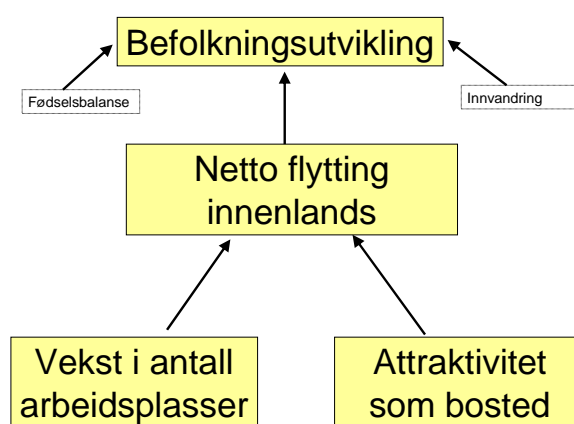 Befolkningsutvikling
Fødselsbalanse
Innvandring
Netto flytting
innenlands
Vekst i antall
arbeidsplasser
Attraktivitet
som bosted